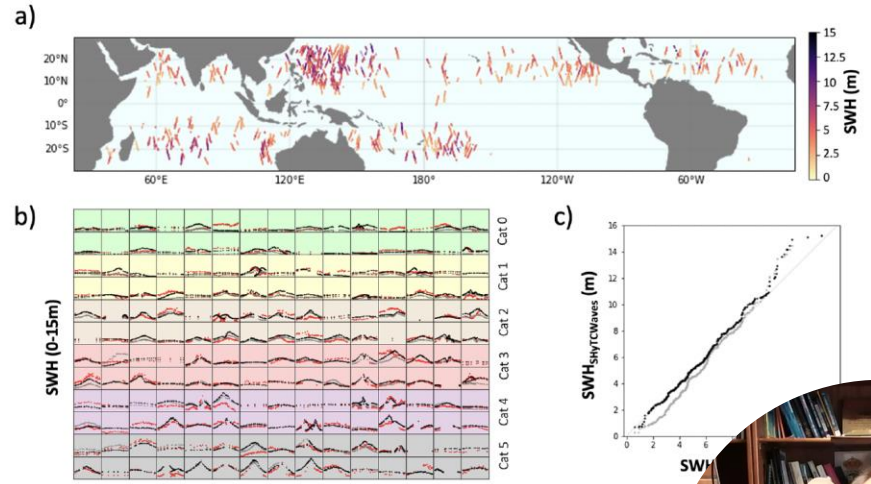 a)
20°N
10°N
0°
10°S
20°S
60°E
120°E
180°
120°W
60°W
15
12.5
10
7.5
5
2.5
0
SWH (m)
b)
SWH (0-15m)
Cat 0
Cat 1
Cat 2
Cat 3
Cat 4
Cat 5
c)
16
14
12
10
8
6
4
2
0
SWHSHyTCWaves (m)
0
2
4
6
SWH